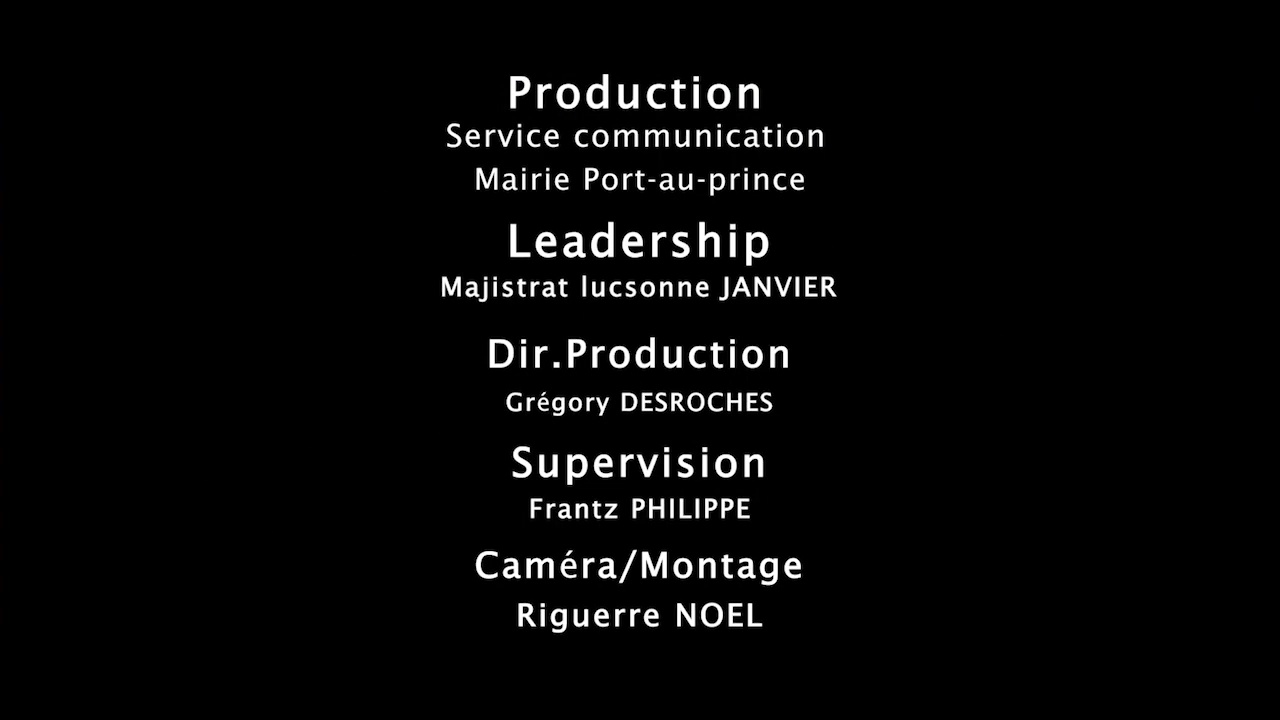 Production
Service communication
Mairie Port-au-prince
Leadership
Majistrat lucsonne JANVIER
Dir.Production
Grégory DESROCHES
Supervision
Frantz PHILIPPE
Caméra/Montage
Riguerre NOEL